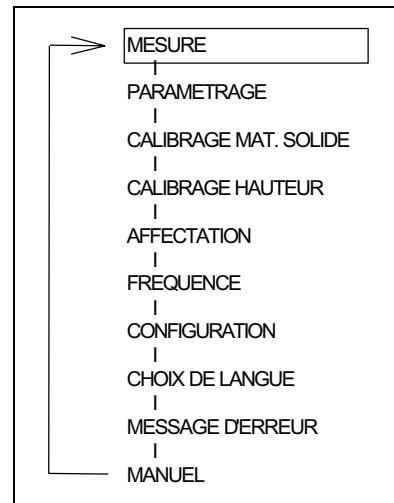 MESURE
PARAMETRAGE
CALIBRAGE MAT. SOLIDE
CALIBRAGE HAUTEUR
AFFECTATION
FREQUENCE
CONFIGURATION
CHOIX DE LANGUE
MESSAGE D'ERREUR
MANUEL